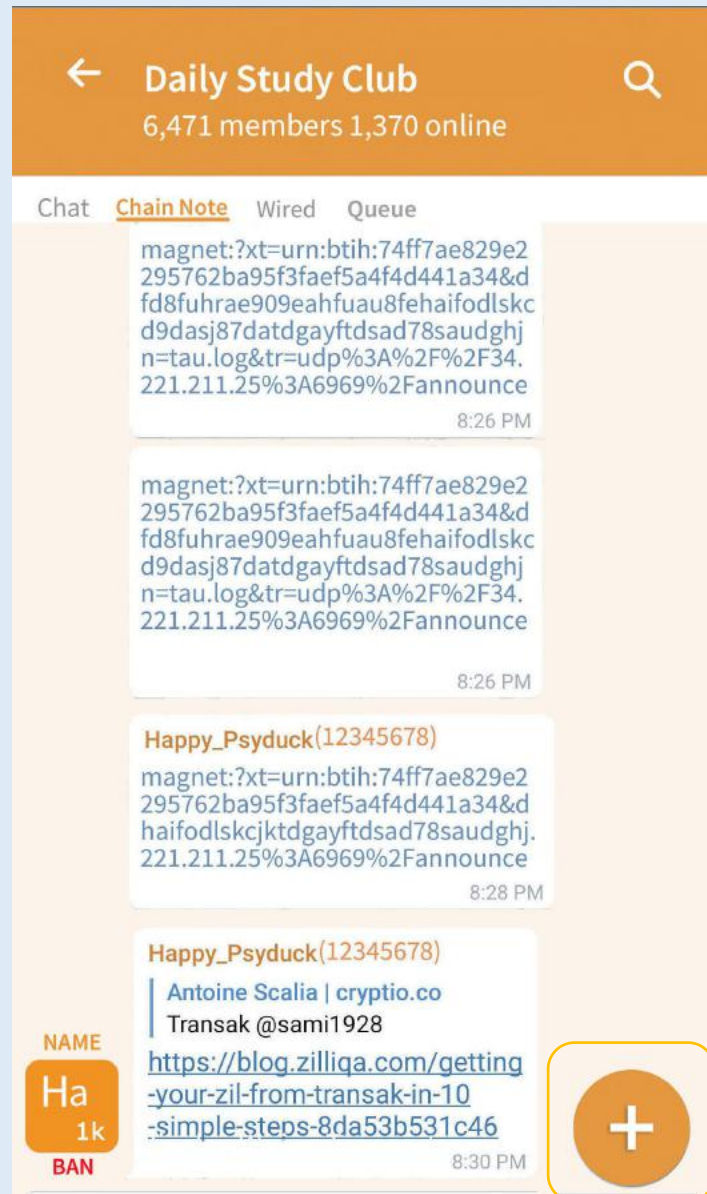 Daily Study Club
6,471 members 1,370 online
Chat Chain Note Wired Queue
magnet:?xt=urn:btih:74ff7ae829e2
295762ba95f3faef5a4f4d441a34&d
fd8fuhrae909eahfuau8fehaifodlskc
d9dasj87datdgayftdsad78saudghj
n=tau.log&tr=udp%3A%2F%2F34.
221.211.25%3A6969%2Fannounce
8:26 PM
magnet:?xt=urn:btih:74ff7ae829e2
295762ba95f3faef5a4f4d441a34&d
fd8fuhrae909eahfuau8fehaifodlskc
d9dasj87datdgayftdsad78saudghj
n=tau.log&tr=udp%3A%2F%2F34.
221.211.25%3A6969%2Fannounce
8:26 PM
Happy_Psyduck(12345678)
magnet:?xt=urn:btih:74ff7ae829e2
295762ba95f3faef5a4f4d441a34&d
haifodlskcjktdgayftdsad78saudghj.
221.211.25%3A6969%2Fannounce
8:28 PM
Happy_Psyduck(12345678)
Antoine Scalia | cryptio.co
Transak @sami1928
https://blog.zilliqa.com/getting
-your-zil-from-transak-in-10
-simple-steps-8da53b531c46
8:30 PM
NAME
Ha
1k
BAN